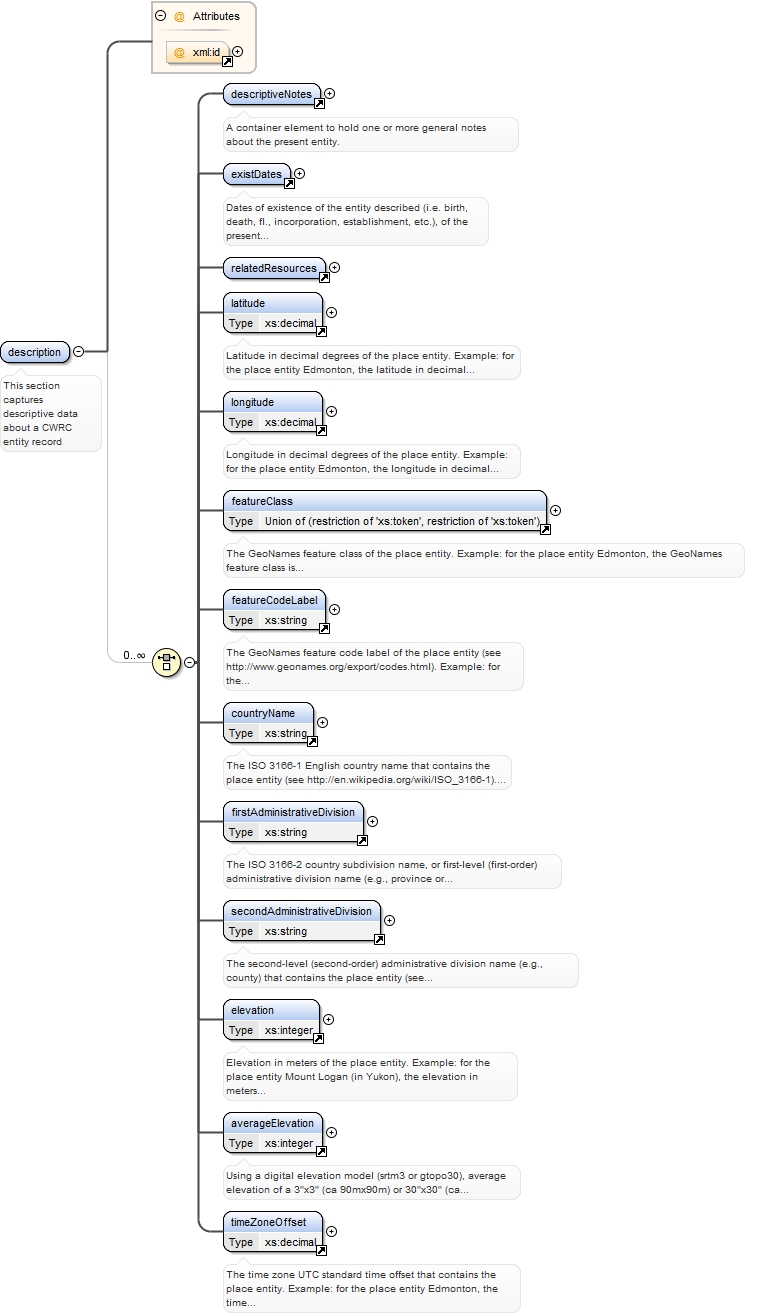 Attributes
@ xml:id
descriptiveNotes
A container element to hold one or more general notes
about the present entity.
existDates
Dates of existence of the entity described (i.e. birth,
death, fl., incorporation, establishment, etc.), of the
present...
relatedResources
latitude
Type xs:decimal
Latitude in decimal degrees of the place entity. Example: for
the place entity Edmonton, the latitude in decimal...
description
This section
captures
descriptive data
about a CWRC
entity record
longitude
Type xs:decimal
Longitude in decimal degrees of the place entity. Example:
for the place entity Edmonton, the longitude in decimal...
featureClass
Type Union of (restriction of 'xs:token', restriction of 'xs:token')
The GeoNames feature class of the place entity. Example: for the place entity Edmonton, the GeoNames
feature class is...
featureCodeLabel
Type xs:string
The GeoNames feature code label of the place entity (see
http://www.geonames.org/export/codes.html). Example: for
the...
0..∞
countryName
Type xs:string
The ISO 3166-1 English country name that contains the
place entity (see http://en.wikipedia.org/wiki/ISO_3166-1)....
firstAdministrativeDivision
Type xs:string
The ISO 3166-2 country subdivision name, or first-level (first-order)
administrative division name (e.g., province or...
secondAdministrativeDivision
Type xs:string
The second-level (second-order) administrative division name (e.g.,
county) that contains the place entity (see...
elevation
Type xs:integer
Elevation in meters of the place entity. Example: for the
place entity Mount Logan (in Yukon), the elevation in
meters...
averageElevation
Type xs:integer
Using a digital elevation model (srtm3 or gtopo30), average
elevation of a 3"x3" (ca 90mx90m) or 30"x30" (ca...
timeZoneOffset
Type xs:decimal
The time zone UTC standard time offset that contains the
place entity. Example: for the place entity Edmonton, the
time...